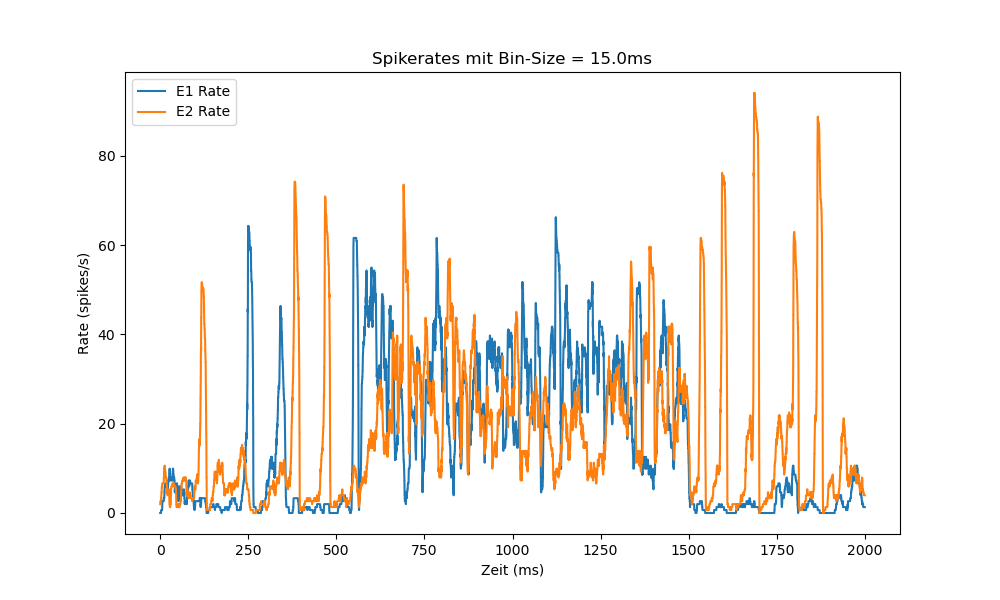 Spikerates mit Bin-Size = 15.0ms
E1 Rate
E2 Rate
Rate (spikes/s)
80
60
40
20
0
0 250 500 750 1000 1250 1500 1750 2000
Zeit (ms)